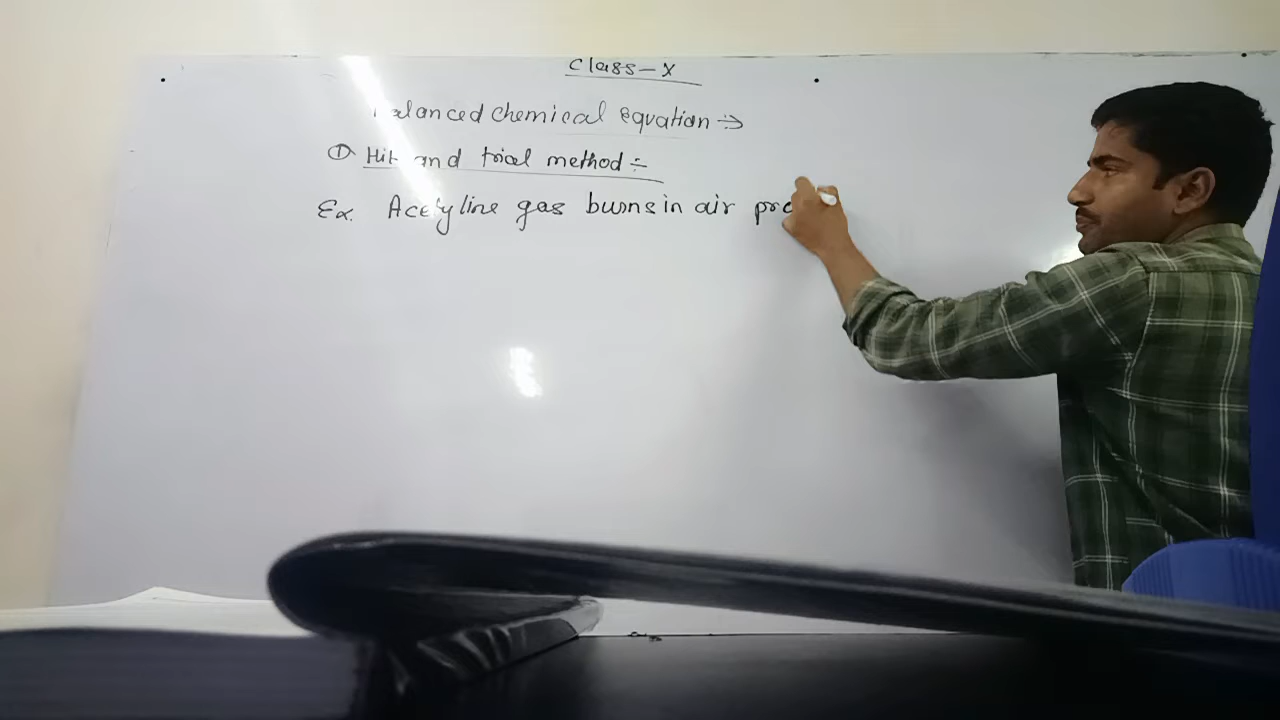 Class-X
Balanced chemical equation ÷>
① Hit and trial method ÷
Ex. Acetyline gas burns in air pro